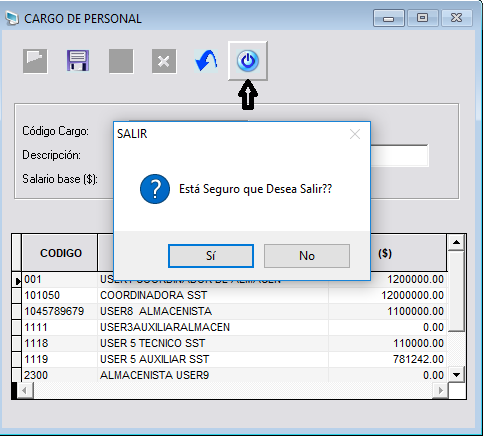 CARGO DE PERSONAL
SALIR
Código Cargo:
Descripción:
Salario base ($):
Está Seguro que Desea Salir??
Sí No
CODIGO ($)
001 USER1 COORDINADOR DE ALMACEN 1200000.00
101050 COORDINADORA SST 12000000.00
1045789679 USER8 ALMACENISTA 1100000.00
1111 USER3AUXILIARALMACEN 0.00
1118 USER 5 TECNICO SST 110000.00
1119 USER 5 AUXILIAR SST 781242.00
2300 ALMACENISTA USER9 0.00